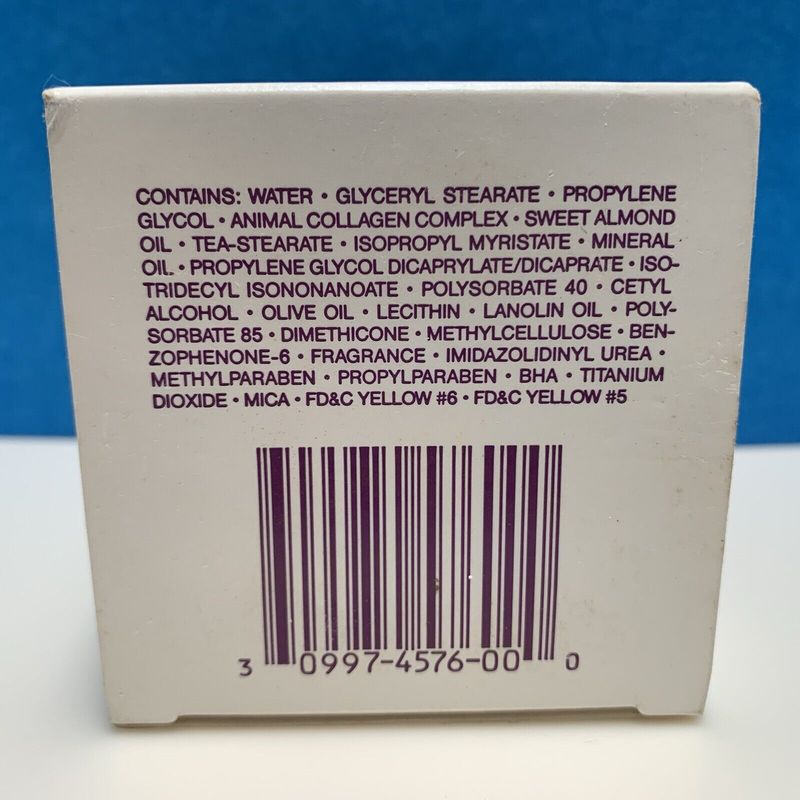 CONTAINS: WATER • GLYCERYL STEARATE • PROPYLENE
GLYCOL • ANIMAL COLLAGEN COMPLEX • SWEET ALMOND
OIL • TEA-STEARATE • ISOPROPYL MYRISTATE • MINERAL
OIL • PROPYLENE GLYCOL DICAPRYLATE/DICAPRATE • ISO-
TRIDECYL ISONONANOATE • POLYSORBATE 40 • CETYL
ALCOHOL • OLIVE OIL • LECITHIN • LANOLIN OIL • POLY-
SORBATE 85 • DIMETHICONE • METHYLCELLULOSE • BEN-
ZOPHENONE-6 • FRAGRANCE • IMIDAZOLIDINYL UREA •
METHYLPARABEN • PROPYLPARABEN • BHA • TITANIUM
DIOXIDE • MICA • FD&C YELLOW #6 • FD&C YELLOW #5
3 0997-4576-00 0